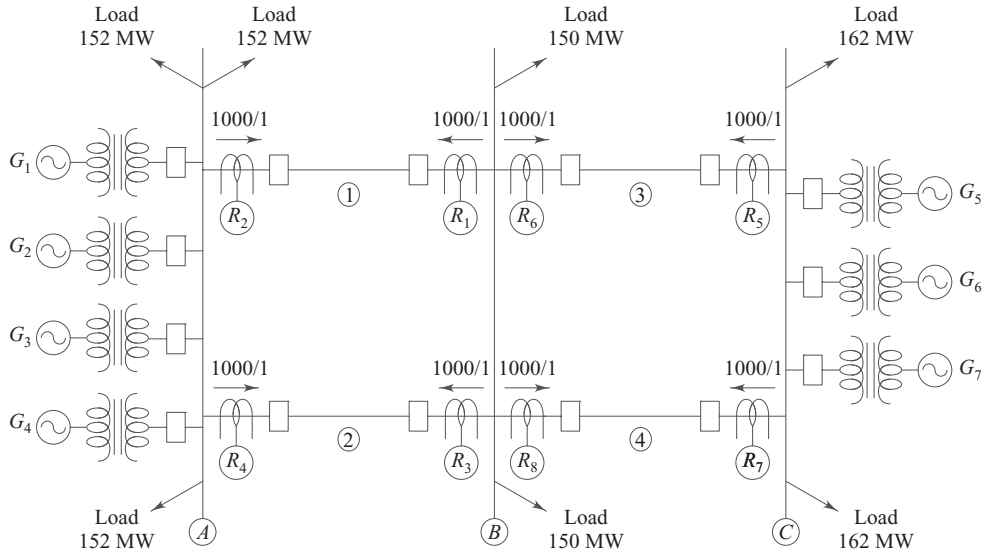 Load
152 MW
Load
152 MW
Load
150 MW
Load
162 MW
1000/1
1000/1
1000/1
1000/1
G₁
R₂
1
R₁
R₆
3
R₅
G₅
G₂
G₆
G₃
1000/1
1000/1
1000/1
1000/1
G₇
G₄
R₄
2
R₃
R₈
4
R₇
Load
152 MW
A
B
Load
150 MW
C
Load
162 MW